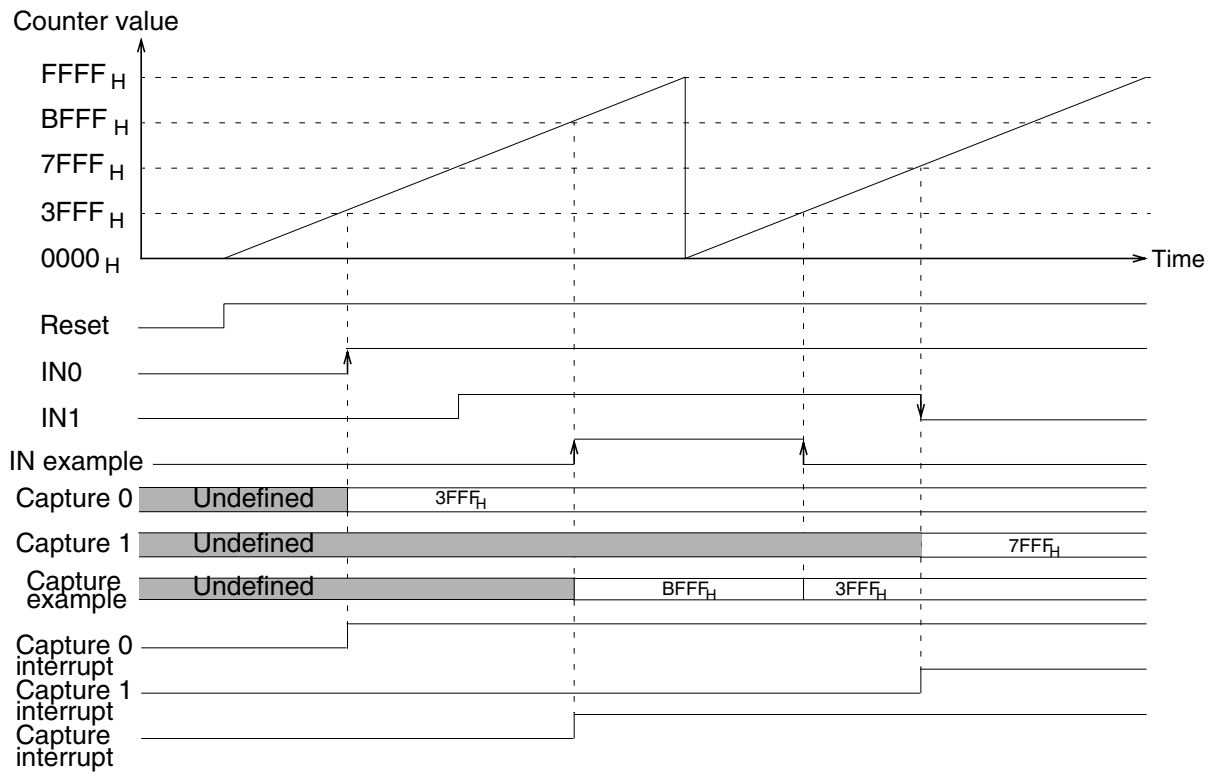 Counter value
FFFF H
BFFF H
7FFF H
3FFF H
0000 H
Time
Reset
IN0
IN1
IN example
Capture 0 Undefined 3FFFH
Capture 1 Undefined 7FFFH
Capture
example Undefined BFFFH 3FFFH
Capture 0
interrupt
Capture 1
interrupt
Capture
interrupt